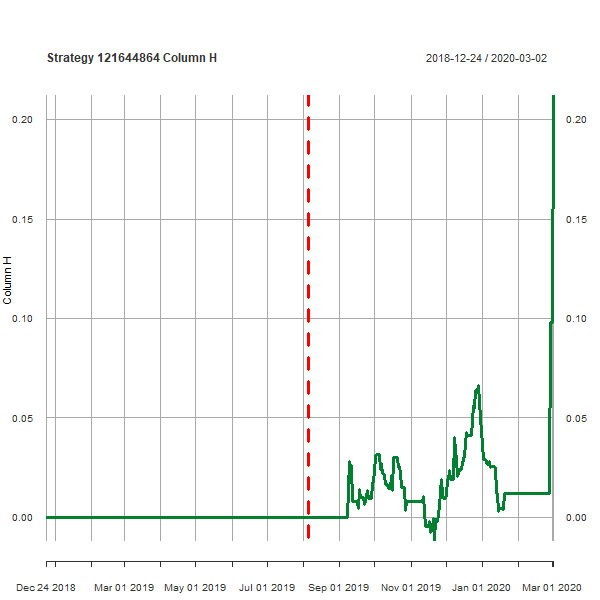 Strategy 121644864 Column H
2018-12-24 / 2020-03-02
0.20
0.20
0.15
0.15
Column H
0.10
0.10
0.05
0.05
0.00
0.00
Dec 24 2018
Mar 01 2019
May 01 2019
Jul 01 2019
Sep 01 2019
Nov 01 2019
Jan 01 2020
Mar 01 2020